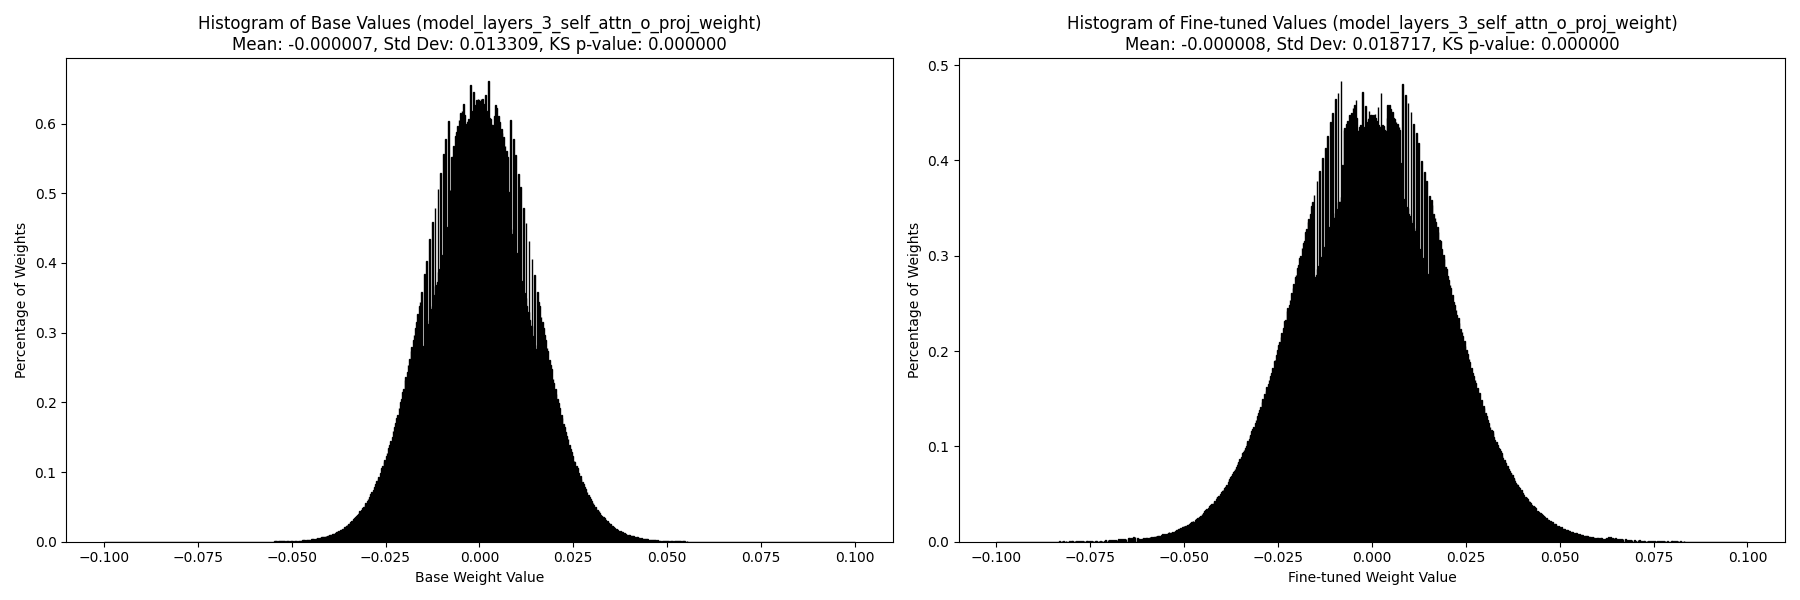 Histogram of Base Values (model_layers_3_self_attn_o_proj_weight)
Mean: -0.000007, Std Dev: 0.013309, KS p-value: 0.000000
Percentage of Weights
0.6
0.5
0.4
0.3
0.2
0.1
0.0
−0.100 −0.075 −0.050 −0.025 0.000 0.025 0.050 0.075 0.100
Base Weight Value
Histogram of Fine-tuned Values (model_layers_3_self_attn_o_proj_weight)
Mean: -0.000008, Std Dev: 0.018717, KS p-value: 0.000000
Percentage of Weights
0.5
0.4
0.3
0.2
0.1
0.0
−0.100 −0.075 −0.050 −0.025 0.000 0.025 0.050 0.075 0.100
Fine-tuned Weight Value